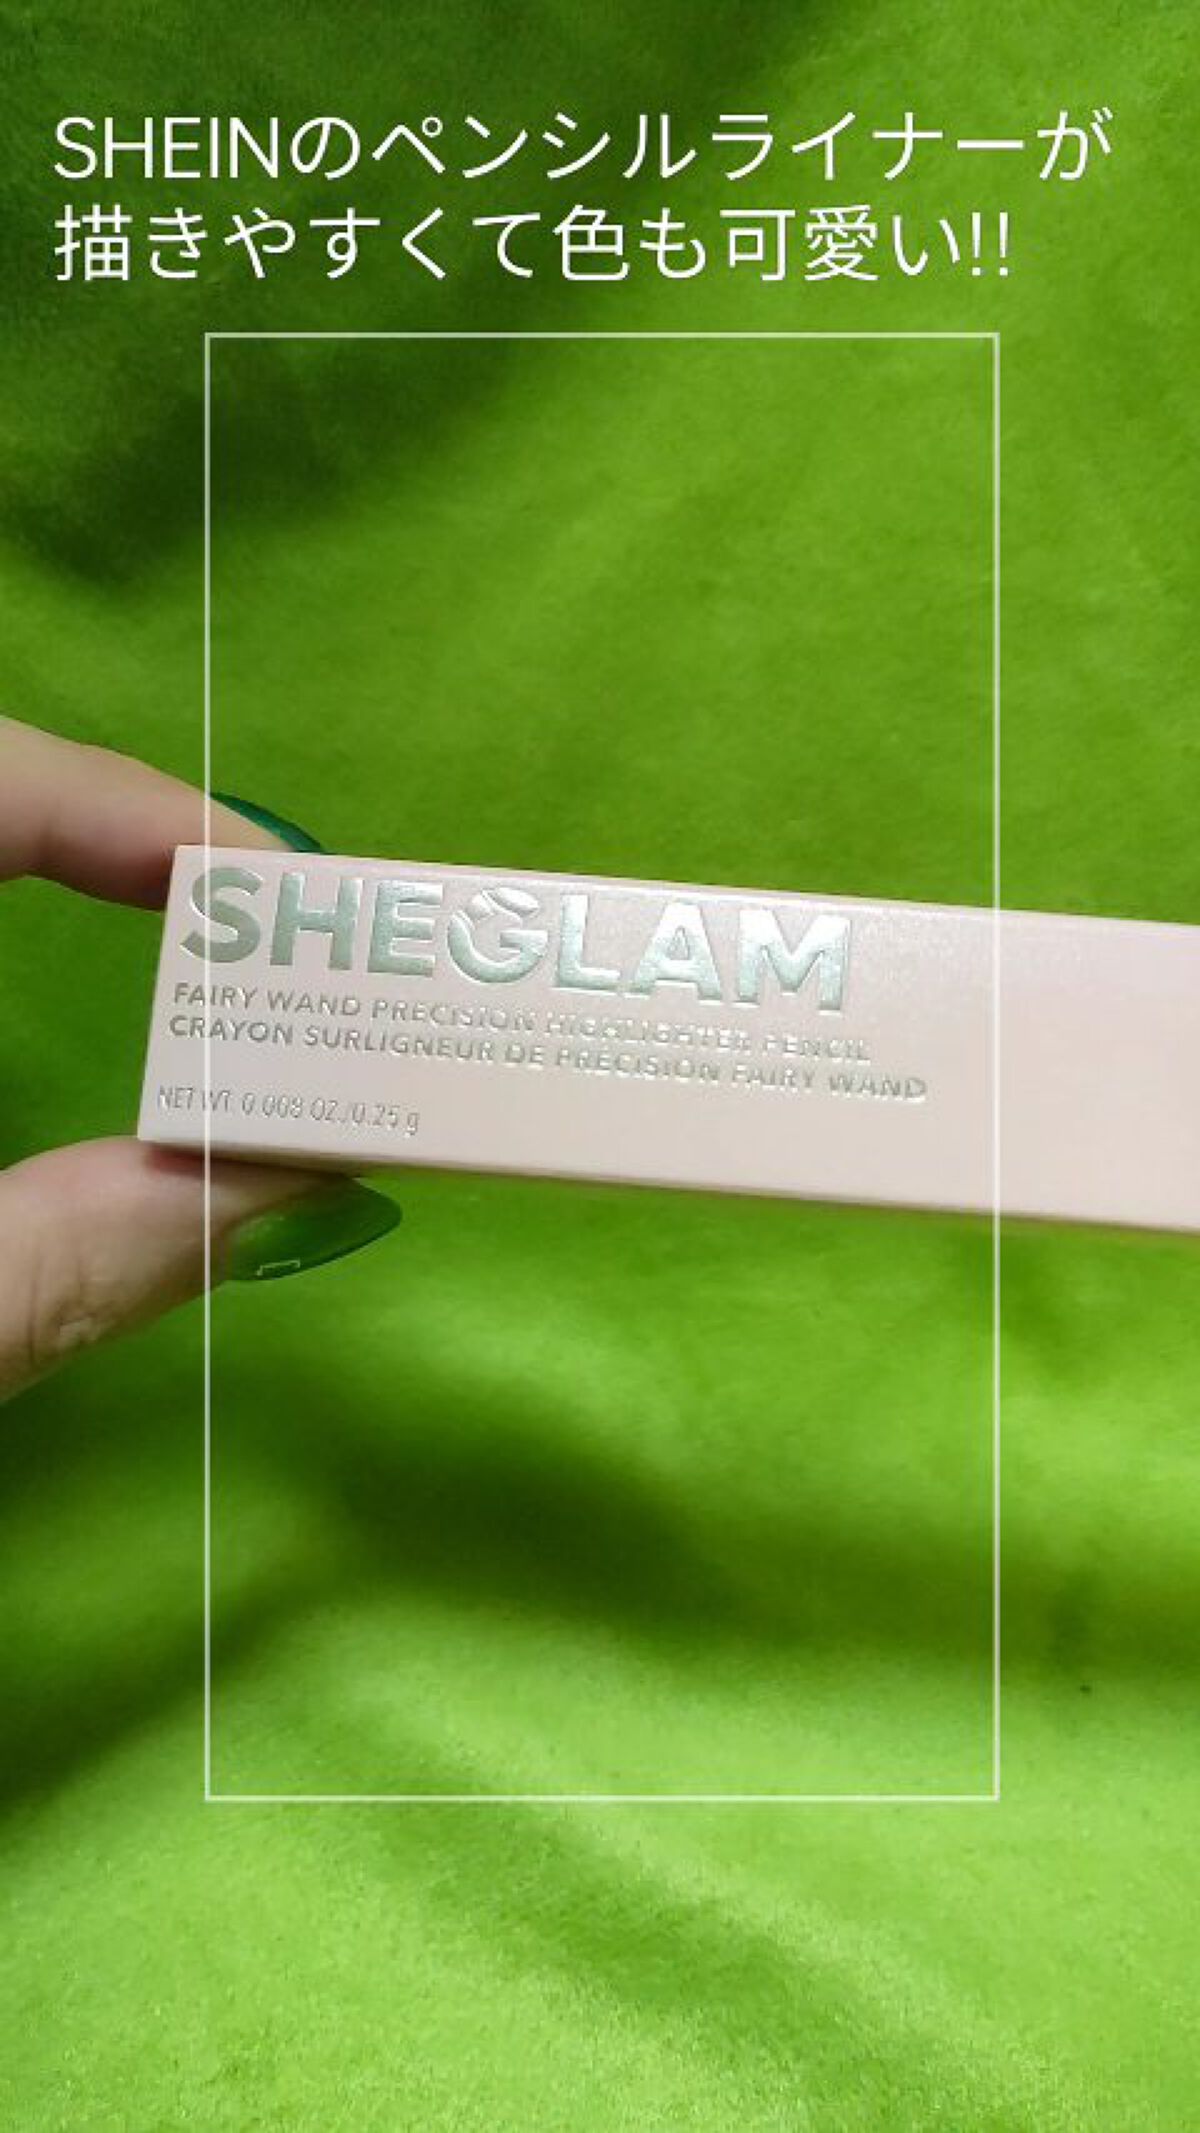 SHEINのペンシルライナーが
描きやすくて色も可愛い!!
SHEGLAM
FAIRY WAND PRECISION HIGHLIGHTER PENCIL
CRAYON SURLIGNEUR DE PRÉCISION FAIRY WAND
NET WT. 0.008 OZ./0.25 g